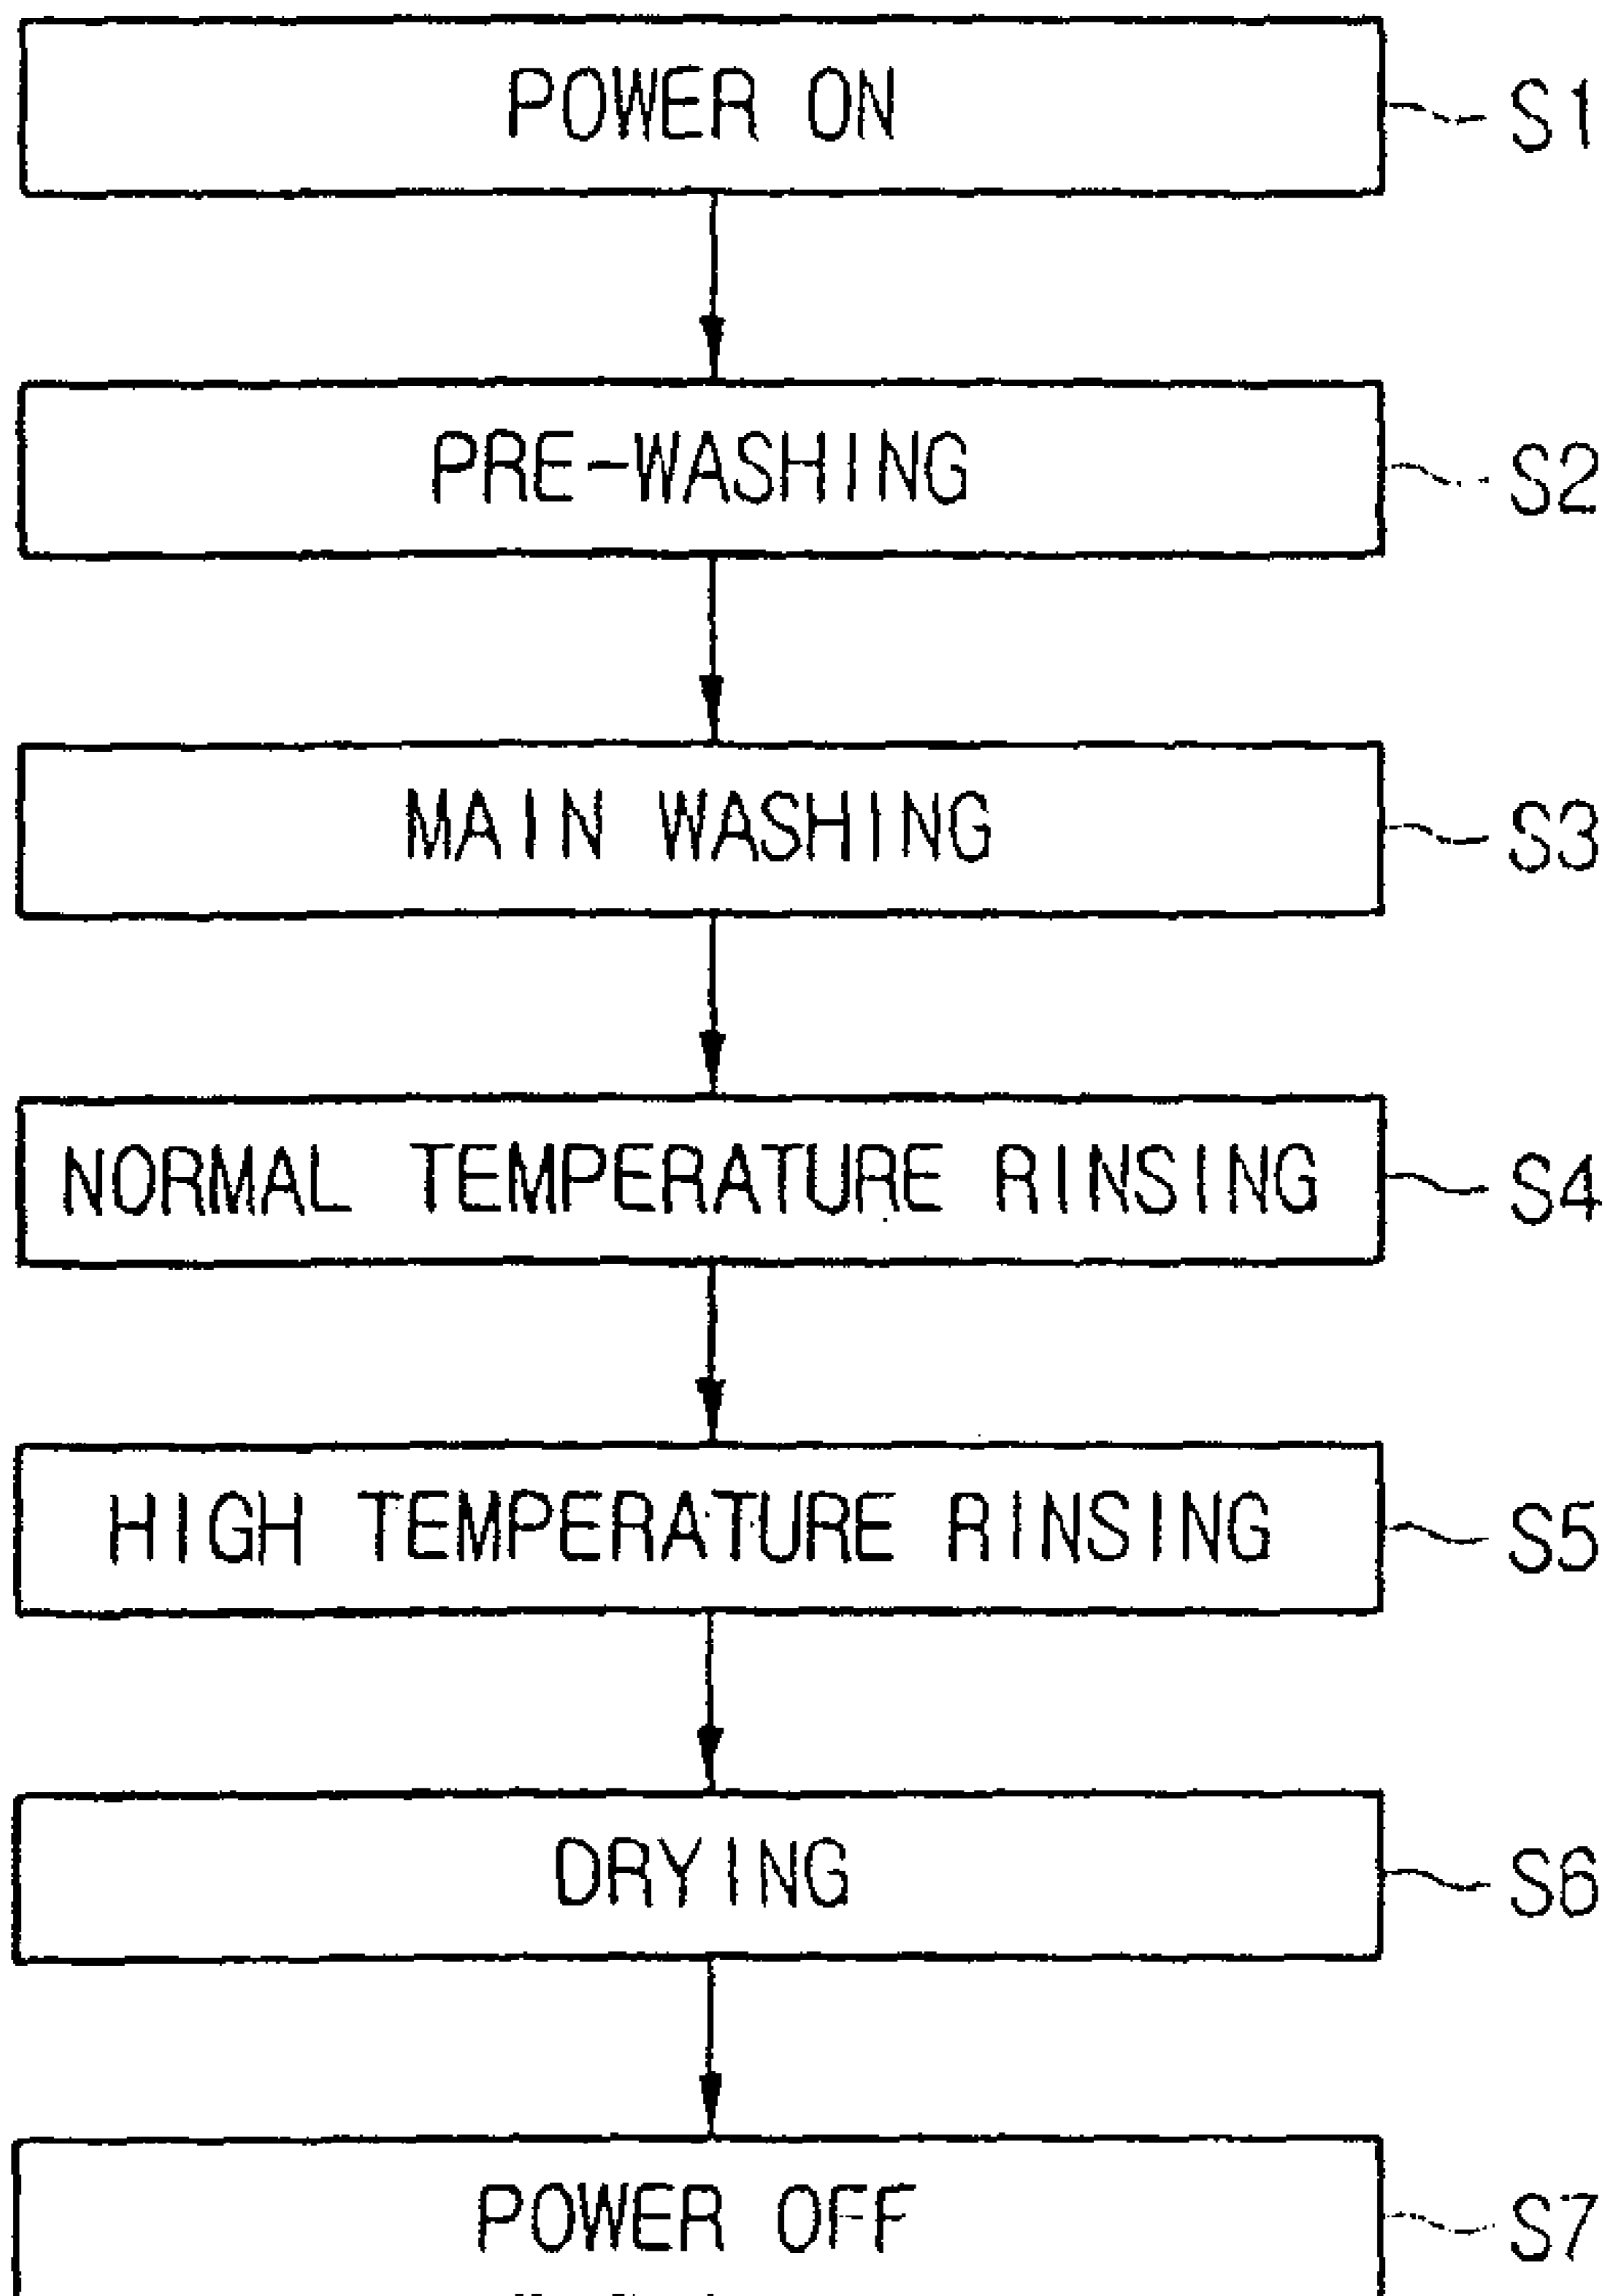 POWER ON S1
PRE-WASHING S2
MAIN WASHING S3
NORMAL TEMPERATURE RINSING S4
HIGH TEMPERATURE RINSING S5
DRYING S6
POWER OFF S7